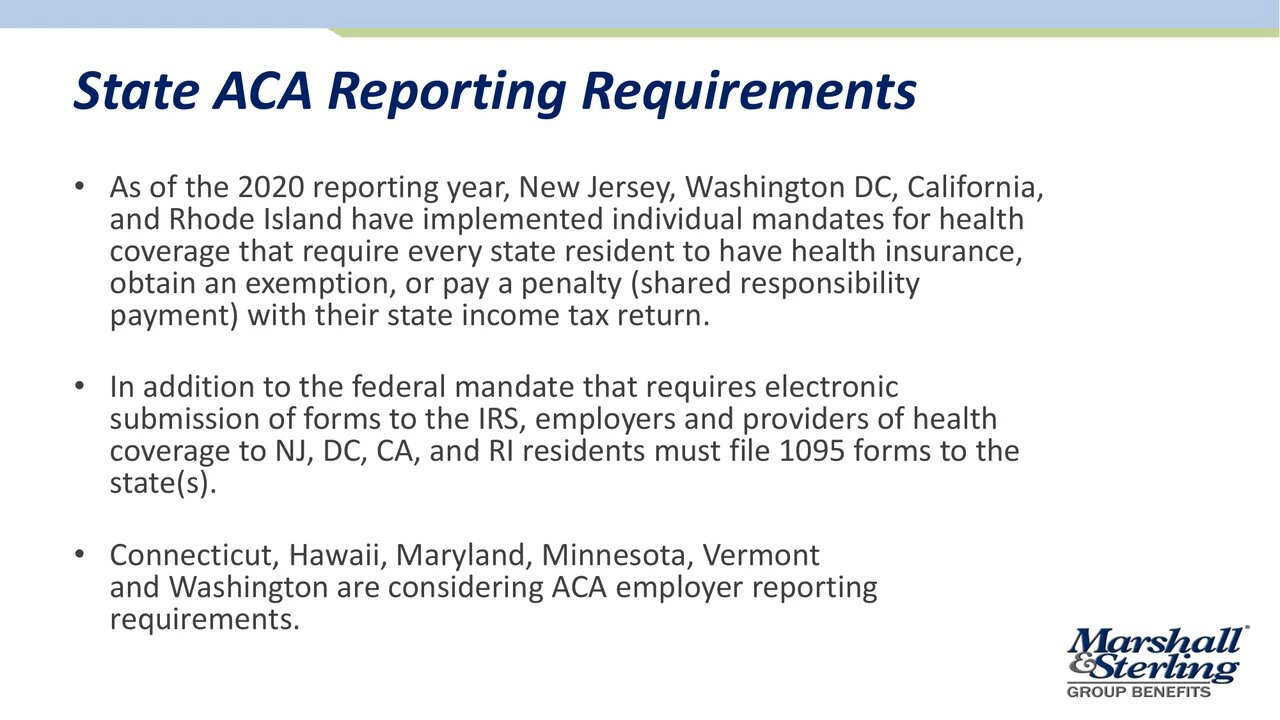 State ACA Reporting Requirements
• As of the 2020 reporting year, New Jersey, Washington DC, California,
and Rhode Island have implemented individual mandates for health
coverage that require every state resident to have health insurance,
obtain an exemption, or pay a penalty (shared responsibility
payment) with their state income tax return.
• In addition to the federal mandate that requires electronic
submission of forms to the IRS, employers and providers of health
coverage to NJ, DC, CA, and RI residents must file 1095 forms to the
state(s).
• Connecticut, Hawaii, Maryland, Minnesota, Vermont
and Washington are considering ACA employer reporting
requirements.
Marshall
&Sterling
GROUP BENEFITS